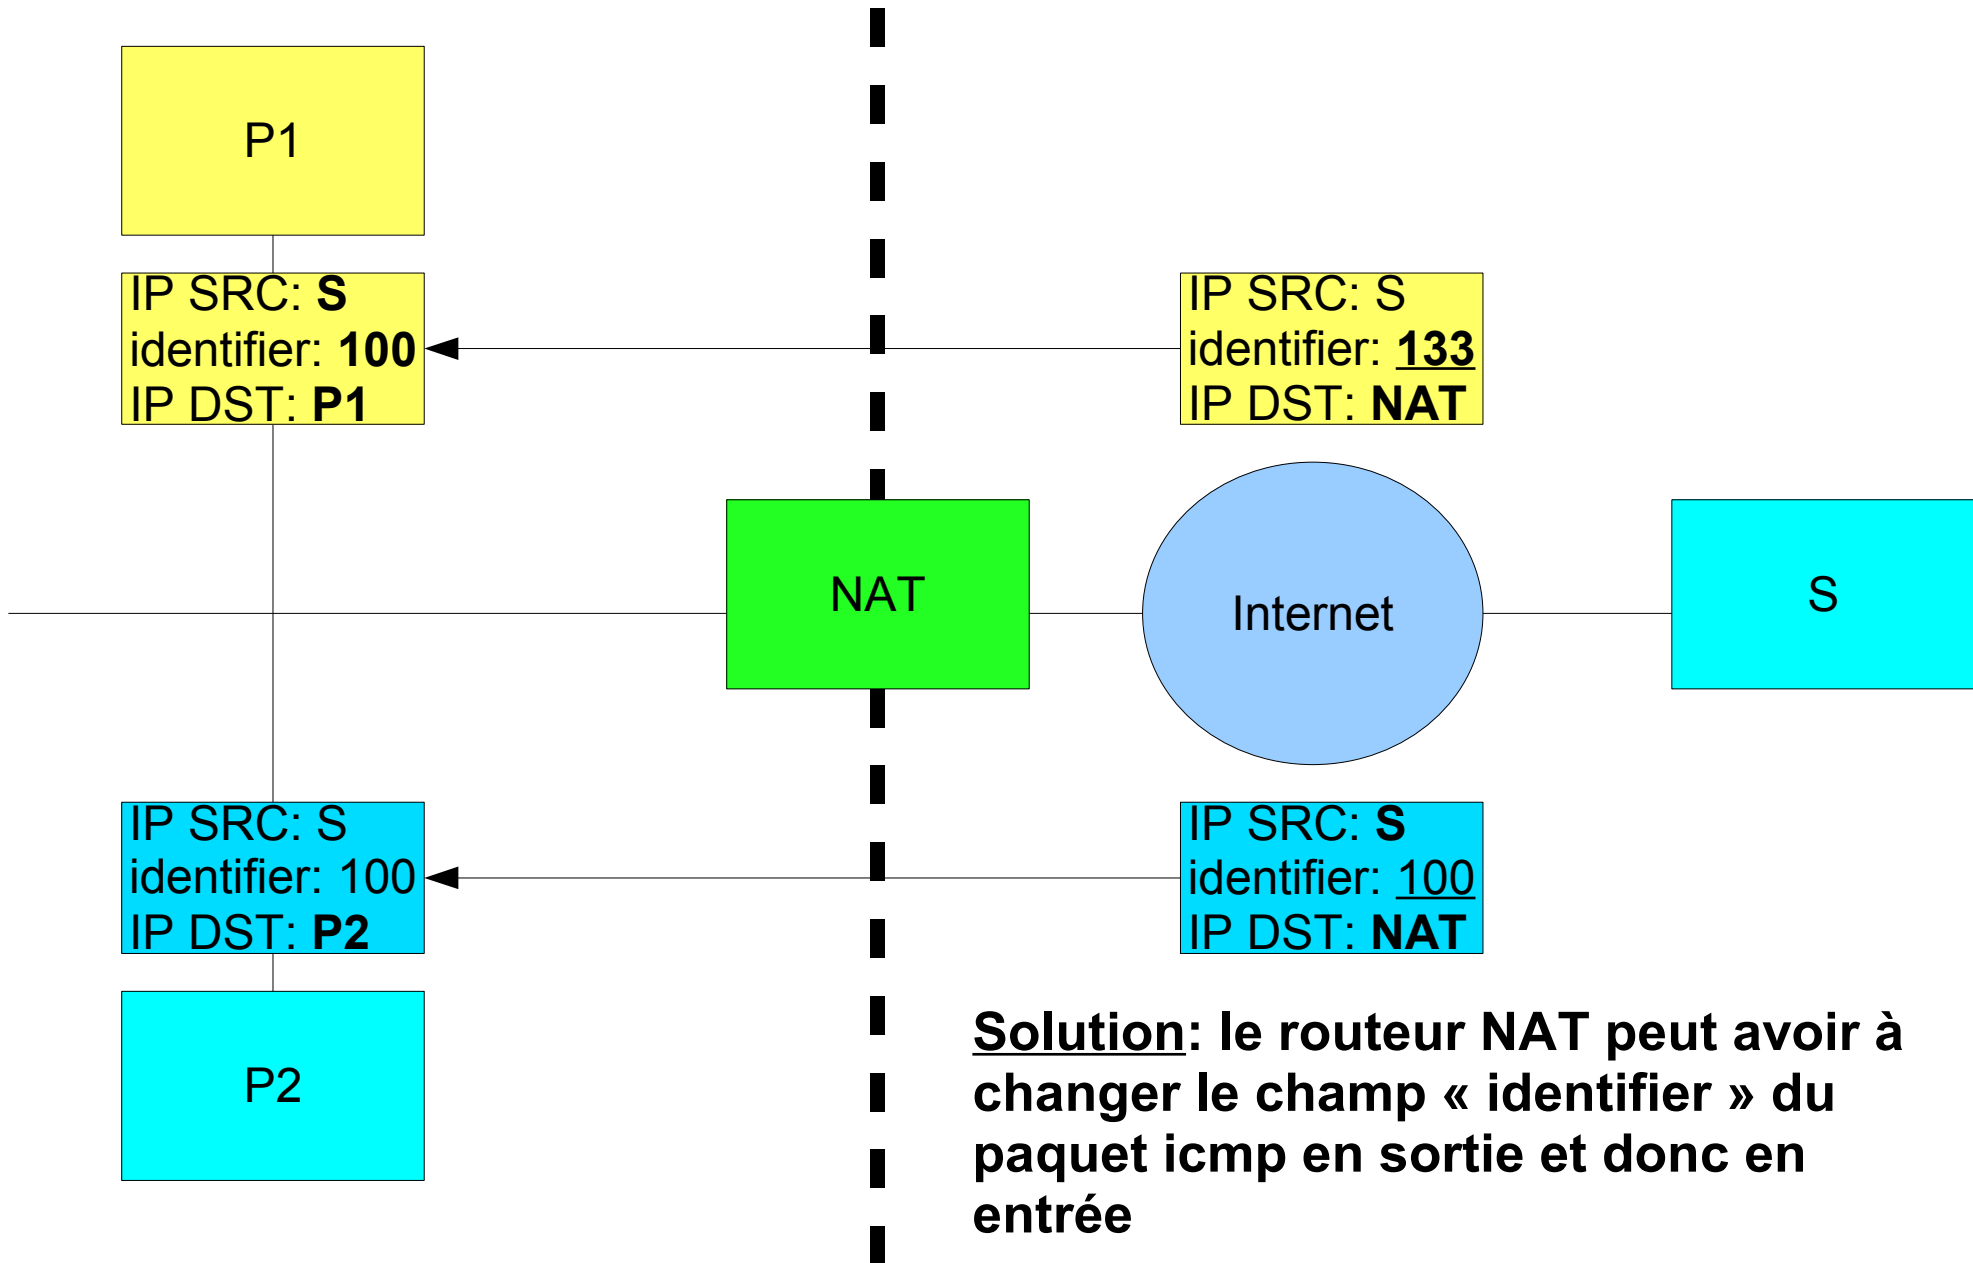 P1
IP SRC: S
identifier: 100
IP DST: P1
IP SRC: S
identifier: 133
IP DST: NAT
NAT
Internet
S
IP SRC: S
identifier: 100
IP DST: P2
IP SRC: S
identifier: 100
IP DST: NAT
P2
Solution: le routeur NAT peut avoir à
changer le champ « identifier » du
paquet icmp en sortie et donc en
entrée